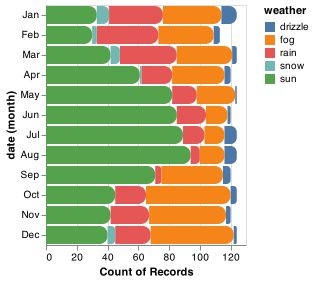 weather
drizzle
fog
rain
snow
sun
date (month)
Jan
Feb
Mar
Apr
May
Jun
Jul
Aug
Sep
Oct
Nov
Dec
0 20 40 60 80 100 120
Count of Records